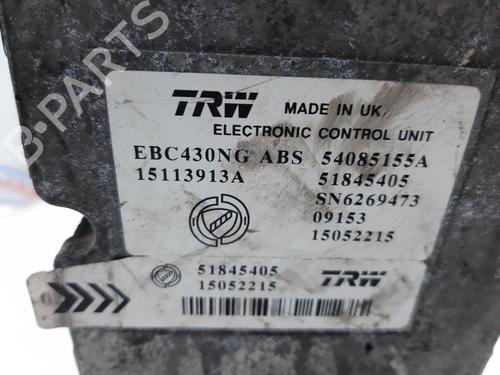 TRW MADE IN UK
ELECTRONIC CONTROL UNIT
EBC430NG ABS 54085155A
15113913A 51845405
SN6269473
09153
15052215
51845405 TRW
15052215
B-PARTS